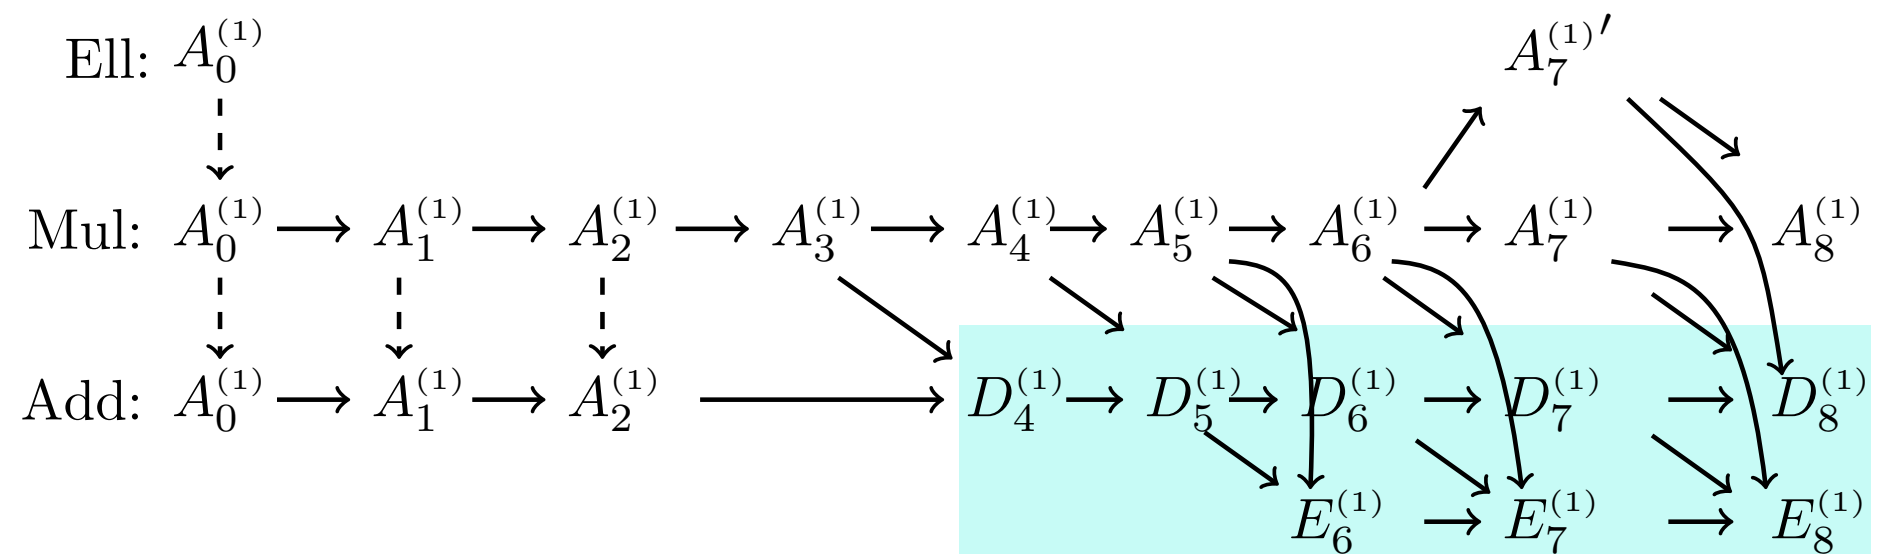 Ell: $A_0^{(1)}$ $A_7^{(1)\prime}$
Mul: $A_0^{(1)}$ $A_1^{(1)}$ $A_2^{(1)}$ $A_3^{(1)}$ $A_4^{(1)}$ $A_5^{(1)}$ $A_6^{(1)}$ $A_7^{(1)}$ $A_8^{(1)}$
Add: $A_0^{(1)}$ $A_1^{(1)}$ $A_2^{(1)}$ $D_4^{(1)}$ $D_5^{(1)}$ $D_6^{(1)}$ $D_7^{(1)}$ $D_8^{(1)}$
$E_6^{(1)}$ $E_7^{(1)}$ $E_8^{(1)}$